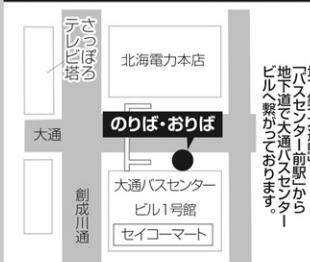 「バスセンター前駅」から
地下道で大通バスセンター
ビルへ繋がっております。
さっぽろ
テレビ塔
北海電力本店
のりば・おりば
大通
創成川通
大通バスセンター
ビル1号館
セイコーマート